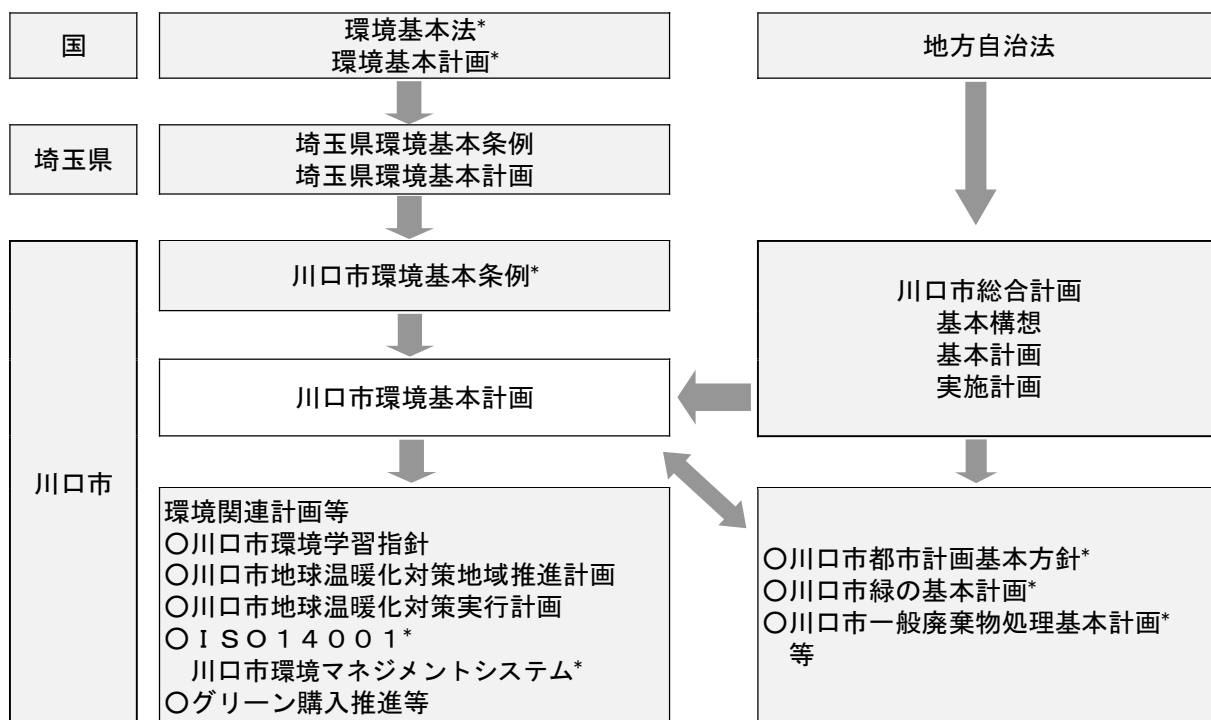 国
環境基本法*
環境基本計画*
地方自治法
埼玉県
埼玉県環境基本条例
埼玉県環境基本計画
川口市
川口市環境基本条例*
川口市環境基本計画
川口市総合計画
基本構想
基本計画
実施計画
環境関連計画等
〇川口市環境学習指針
〇川口市地球温暖化対策地域推進計画
〇川口市地球温暖化対策実行計画
〇ＩＳＯ１４００１*
川口市環境マネジメントシステム*
〇グリーン購入推進等
〇川口市都市計画基本方針*
〇川口市緑の基本計画*
〇川口市一般廃棄物処理基本計画*
等